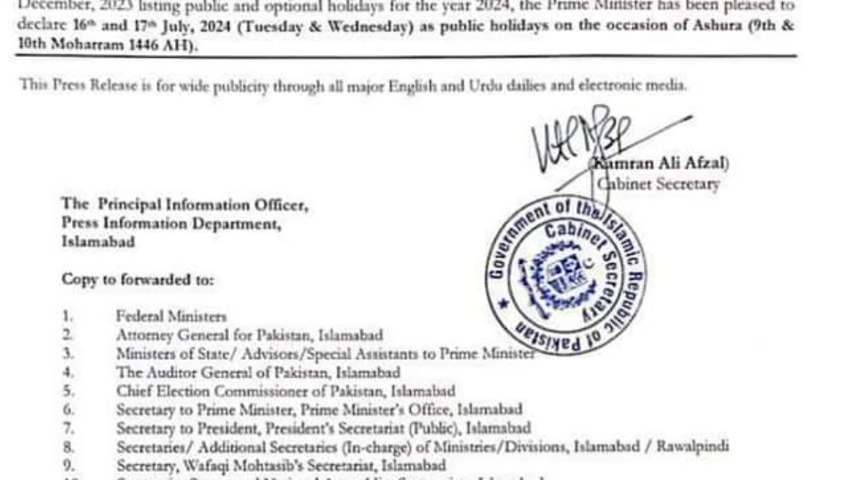 December, 2023 listing public and optional holidays for the year 2024, the Prime Minister has been pleased to
declare 16th and 17th July, 2024 (Tuesday & Wednesday) as public holidays on the occasion of Ashura (9th &
10th Moharram 1446 AH).
This Press Release is for wide publicity through all major English and Urdu dailies and electronic media.
(Kamran Ali Afzal)
Cabinet Secretary
The Principal Information Officer,
Press Information Department,
Islamabad
Government of the Islamic Republic of Pakistan
Cabinet Secretary
Copy to forwarded to:
1. Federal Ministers
2. Attorney General for Pakistan, Islamabad
3. Ministers of State/ Advisors/Special Assistants to Prime Minister
4. The Auditor General of Pakistan, Islamabad
5. Chief Election Commissioner of Pakistan, Islamabad
6. Secretary to Prime Minister, Prime Minister's Office, Islamabad
7. Secretary to President, President's Secretariat (Public), Islamabad
8. Secretaries/ Additional Secretaries (In-charge) of Ministries/Divisions, Islamabad / Rawalpindi
9. Secretary, Wafaqi Mohtasib's Secretariat, Islamabad